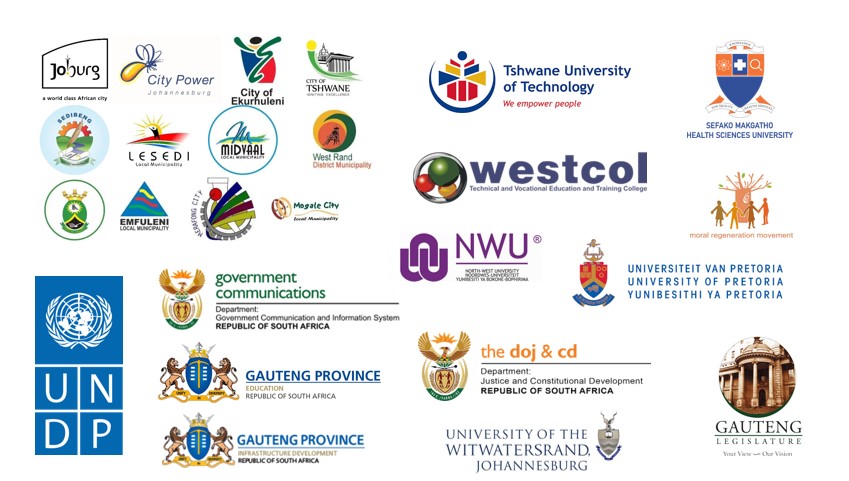 Joburg
a world class African city
City Power
Johannesburg
City of
Ekurhuleni
CITY OF
TSHWANE
IGNITING EXCELLENCE
SEDIBENG
LESEDI
Local Municipality
MIDVAAL
LOCAL MUNICIPALITY
West Rand
District Municipality
EMFULENI
LOCAL MUNICIPALITY
MERAFONG CITY
Mogale City
Local Municipality
Tshwane University
of Technology
We empower people
SEFAKO MAKGATHO
HEALTH SCIENCES UNIVERSITY
westcol
Technical and Vocational Education and Training College
moral regeneration movement
NWU®
NORTH-WEST UNIVERSITY
NOORDWES-UNIVERSITEIT
YUNIBESITI YA BOKONE-BOPHIRIMA
UNIVERSITEIT VAN PRETORIA
UNIVERSITY OF PRETORIA
YUNIBESITHI YA PRETORIA
UN
DP
government
communications
Department:
Government Communication and Information System
REPUBLIC OF SOUTH AFRICA
GAUTENG PROVINCE
EDUCATION
REPUBLIC OF SOUTH AFRICA
GAUTENG PROVINCE
INFRASTRUCTURE DEVELOPMENT
REPUBLIC OF SOUTH AFRICA
the doj & cd
Department:
Justice and Constitutional Development
REPUBLIC OF SOUTH AFRICA
UNIVERSITY OF THE
WITWATERSRAND,
JOHANNESBURG
GAUTENG
LEGISLATURE
Your View — Our Vision